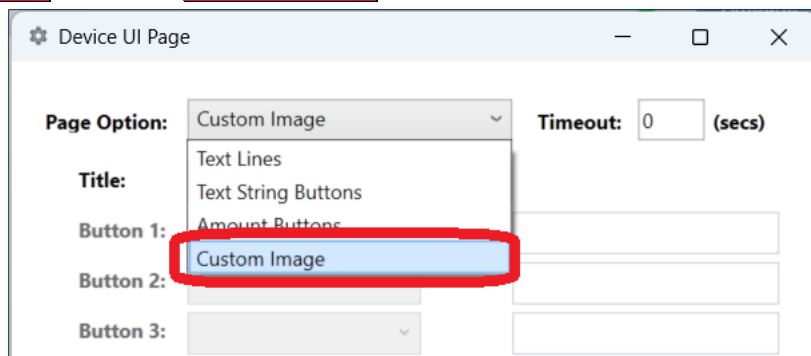 Device UI Page
Page Option: Custom Image Timeout: 0 (secs)
Text Lines
Title:
Text String Buttons
Amount Buttons
Button 1:
Custom Image
Button 2:
Button 3: